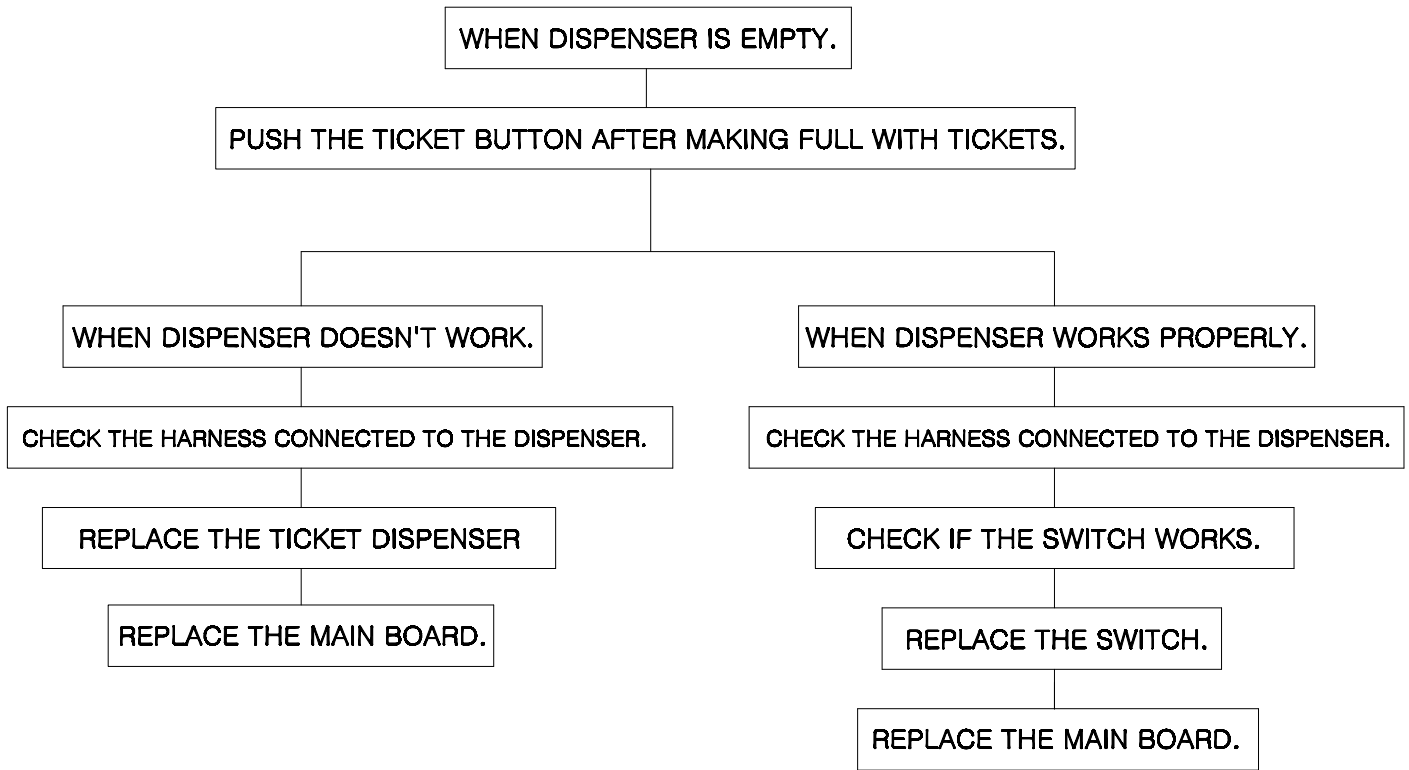 WHEN DISPENSER IS EMPTY.
PUSH THE TICKET BUTTON AFTER MAKING FULL WITH TICKETS.
WHEN DISPENSER DOESN'T WORK.
CHECK THE HARNESS CONNECTED TO THE DISPENSER.
REPLACE THE TICKET DISPENSER
REPLACE THE MAIN BOARD.
WHEN DISPENSER WORKS PROPERLY.
CHECK THE HARNESS CONNECTED TO THE DISPENSER.
CHECK IF THE SWITCH WORKS.
REPLACE THE SWITCH.
REPLACE THE MAIN BOARD.